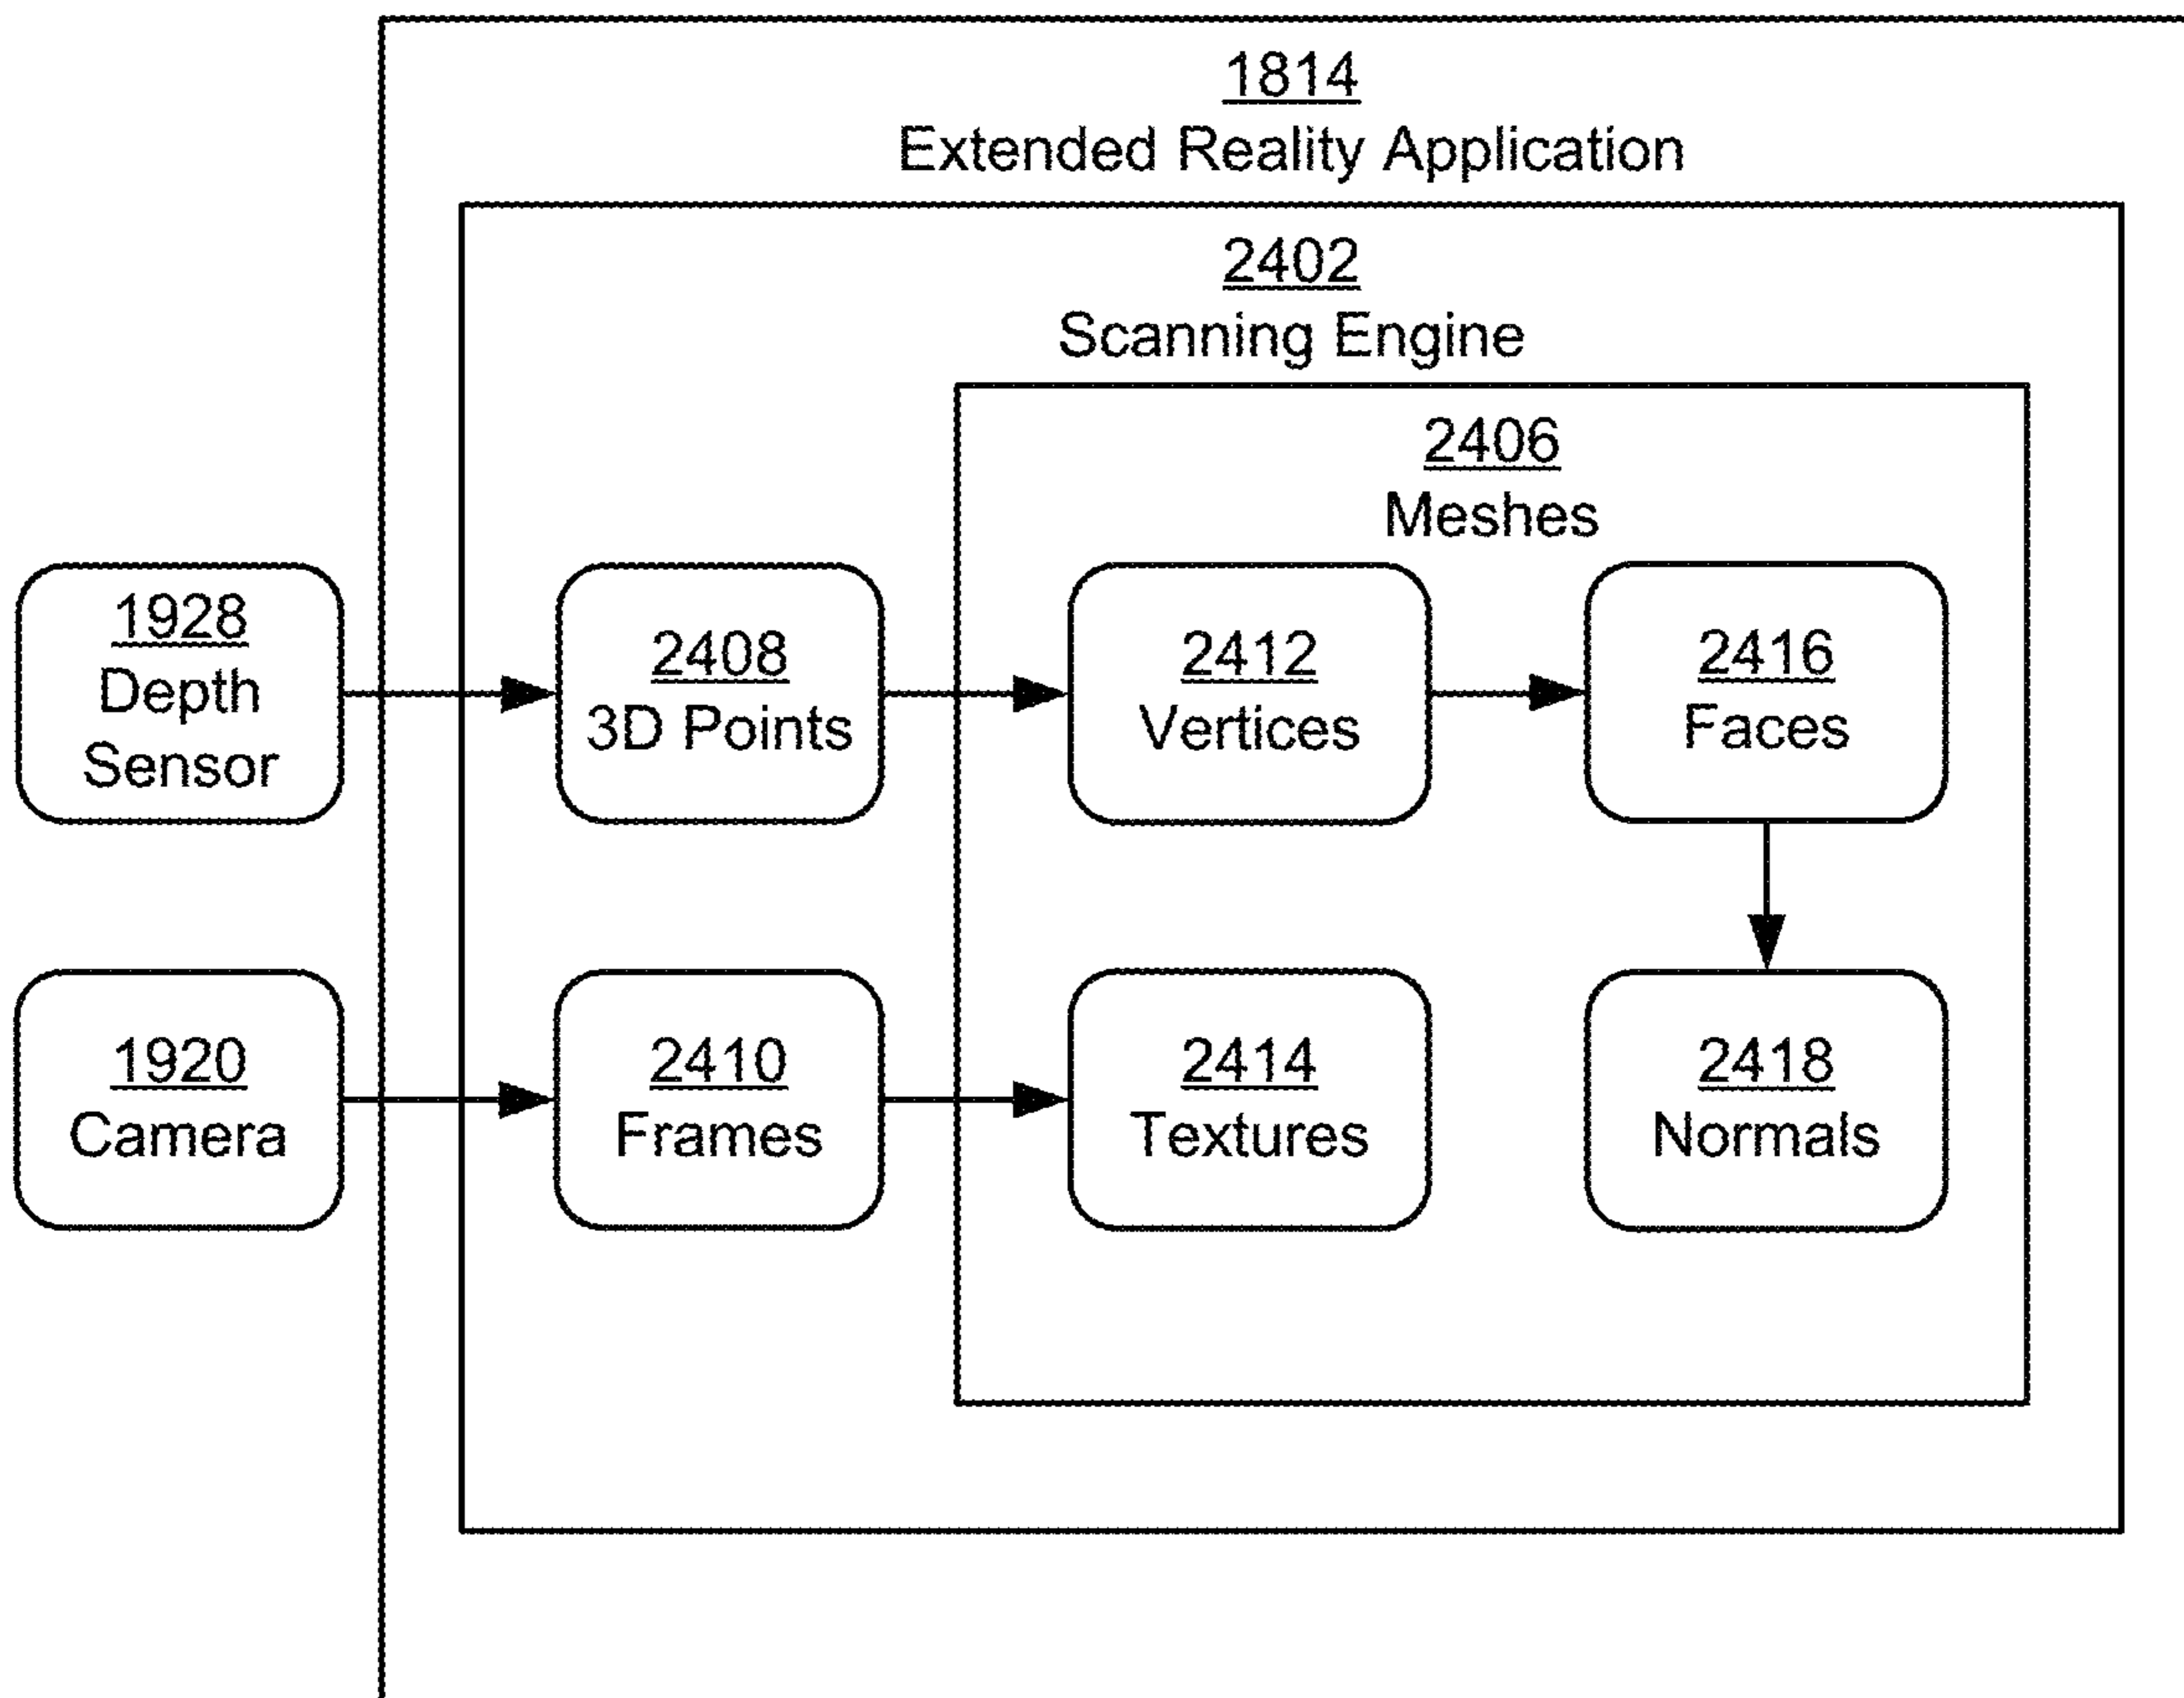 1814
Extended Reality Application
2402
Scanning Engine
2406
Meshes
1928
Depth
Sensor
2408
3D Points
2412
Vertices
2416
Faces
1920
Camera
2410
Frames
2414
Textures
2418
Normals